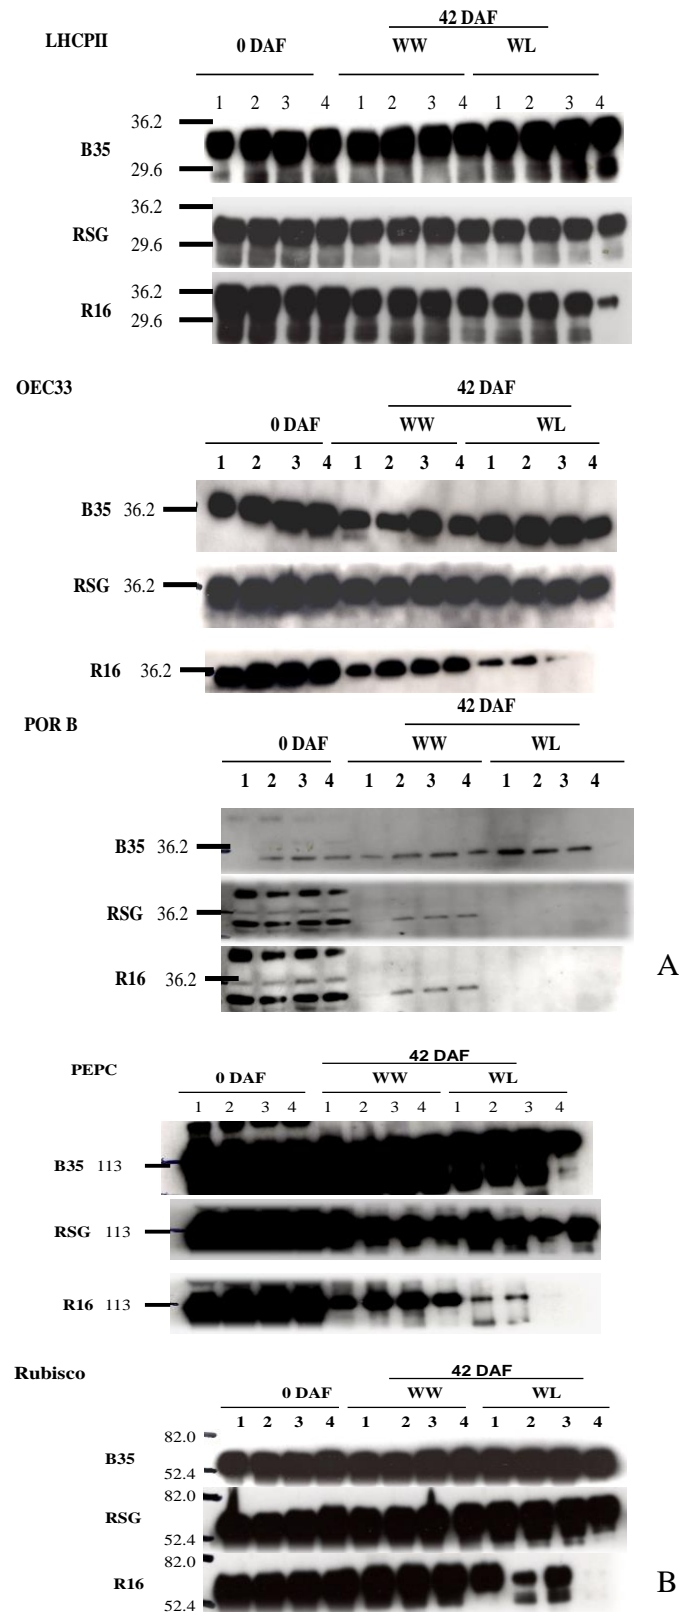 LHCPII
42 DAF
0 DAF WW WL
1 2 3 4 1 2 3 4 1 2 3 4
36.2
B35
29.6
36.2
RSG
29.6
36.2
R16
29.6
OEC33
42 DAF
0 DAF WW WL
1 2 3 4 1 2 3 4 1 2 3 4
B35 36.2
RSG 36.2
R16 36.2
42 DAF
POR B
0 DAF WW WL
1 2 3 4 1 2 3 4 1 2 3 4
B35 36.2
RSG 36.2
A
R16 36.2
42 DAF
PEPC
0 DAF WW WL
1 2 3 4 1 2 3 4 1 2 3 4
B35 113
RSG 113
R16 113
Rubisco
42 DAF
0 DAF WW WL
1 2 3 4 1 2 3 4 1 2 3 4
82.0
B35
52.4
82.0
RSG
52.4
82.0
R16
B
52.4